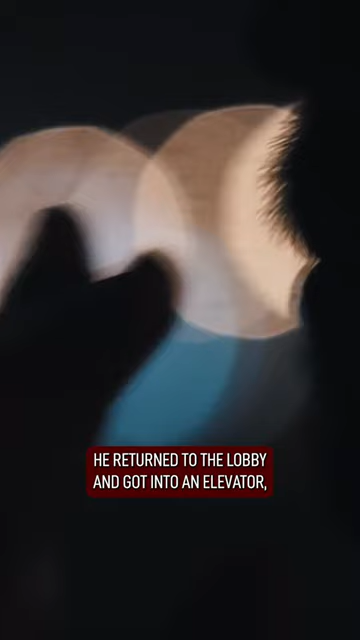 HE RETURNED TO THE LOBBY
AND GOT INTO AN ELEVATOR,